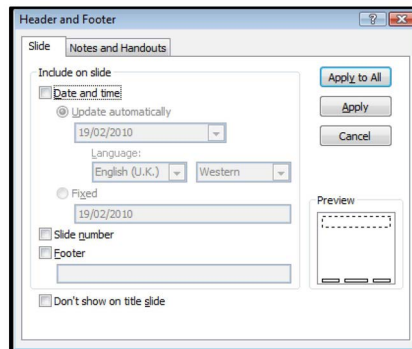 Header and Footer
Slide
Notes and Handouts
Include on slide
Date and time
Update automatically
19/02/2010
Language:
English (U.K.)
Western
Fixed
19/02/2010
Slide number
Footer
Don't show on title slide
Apply to All
Apply
Cancel
Preview